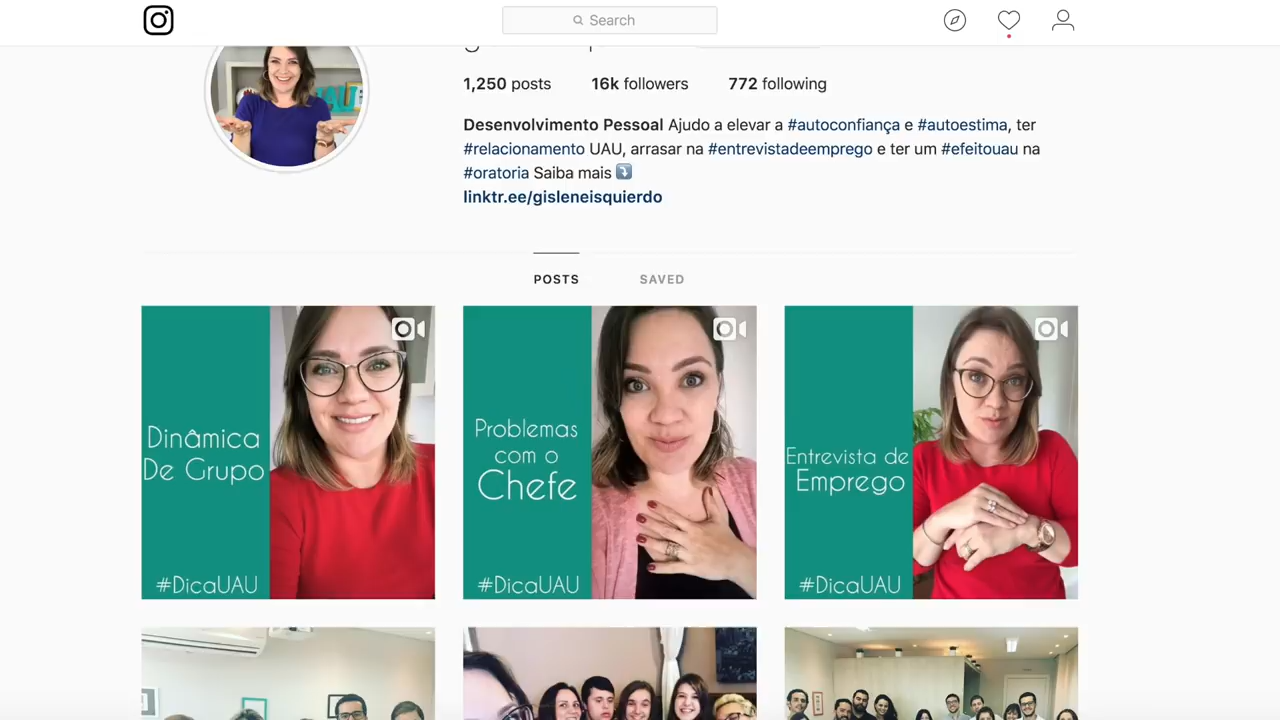 Search
1,250 posts 16k followers 772 following
Desenvolvimento Pessoal Ajudo a elevar a #autoconfiança e #autoestima, ter
#relacionamento UAU, arrasar na #entrevistadeemprego e ter um #efeitouau na
#oratoria Saiba mais ⤵️
linktr.ee/gisleneisquierdo
POSTS SAVED
Dinâmica
De Grupo
#DicaUAU
Problemas
com o
Chefe
#DicaUAU
Entrevista de
Emprego
#DicaUAU